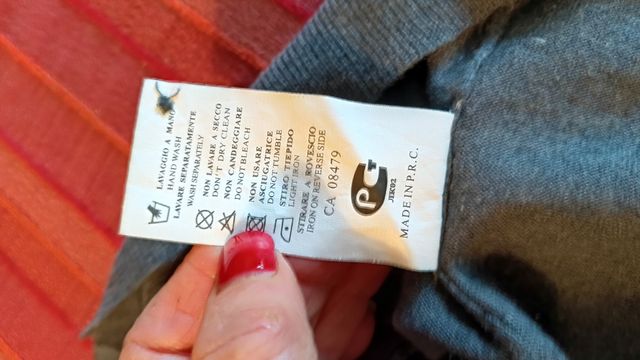 LAVAGGIO A MANO
HAND WASH
LAVARE SEPARATAMENTE
WASH SEPARATELY
NON LAVARE A SECCO
DON'T DRY CLEAN
NON CANDEGGIARE
DO NOT BLEACH
NON USARE
ASCIUGATRICE
DO NOT TUMBLE
STIRO TIEPIDO
LIGHT IRON
STIRARE A ROVESCIO
IRON ON REVERSE SIDE
CA 08479
PC
JER02
MADE IN P.R.C.